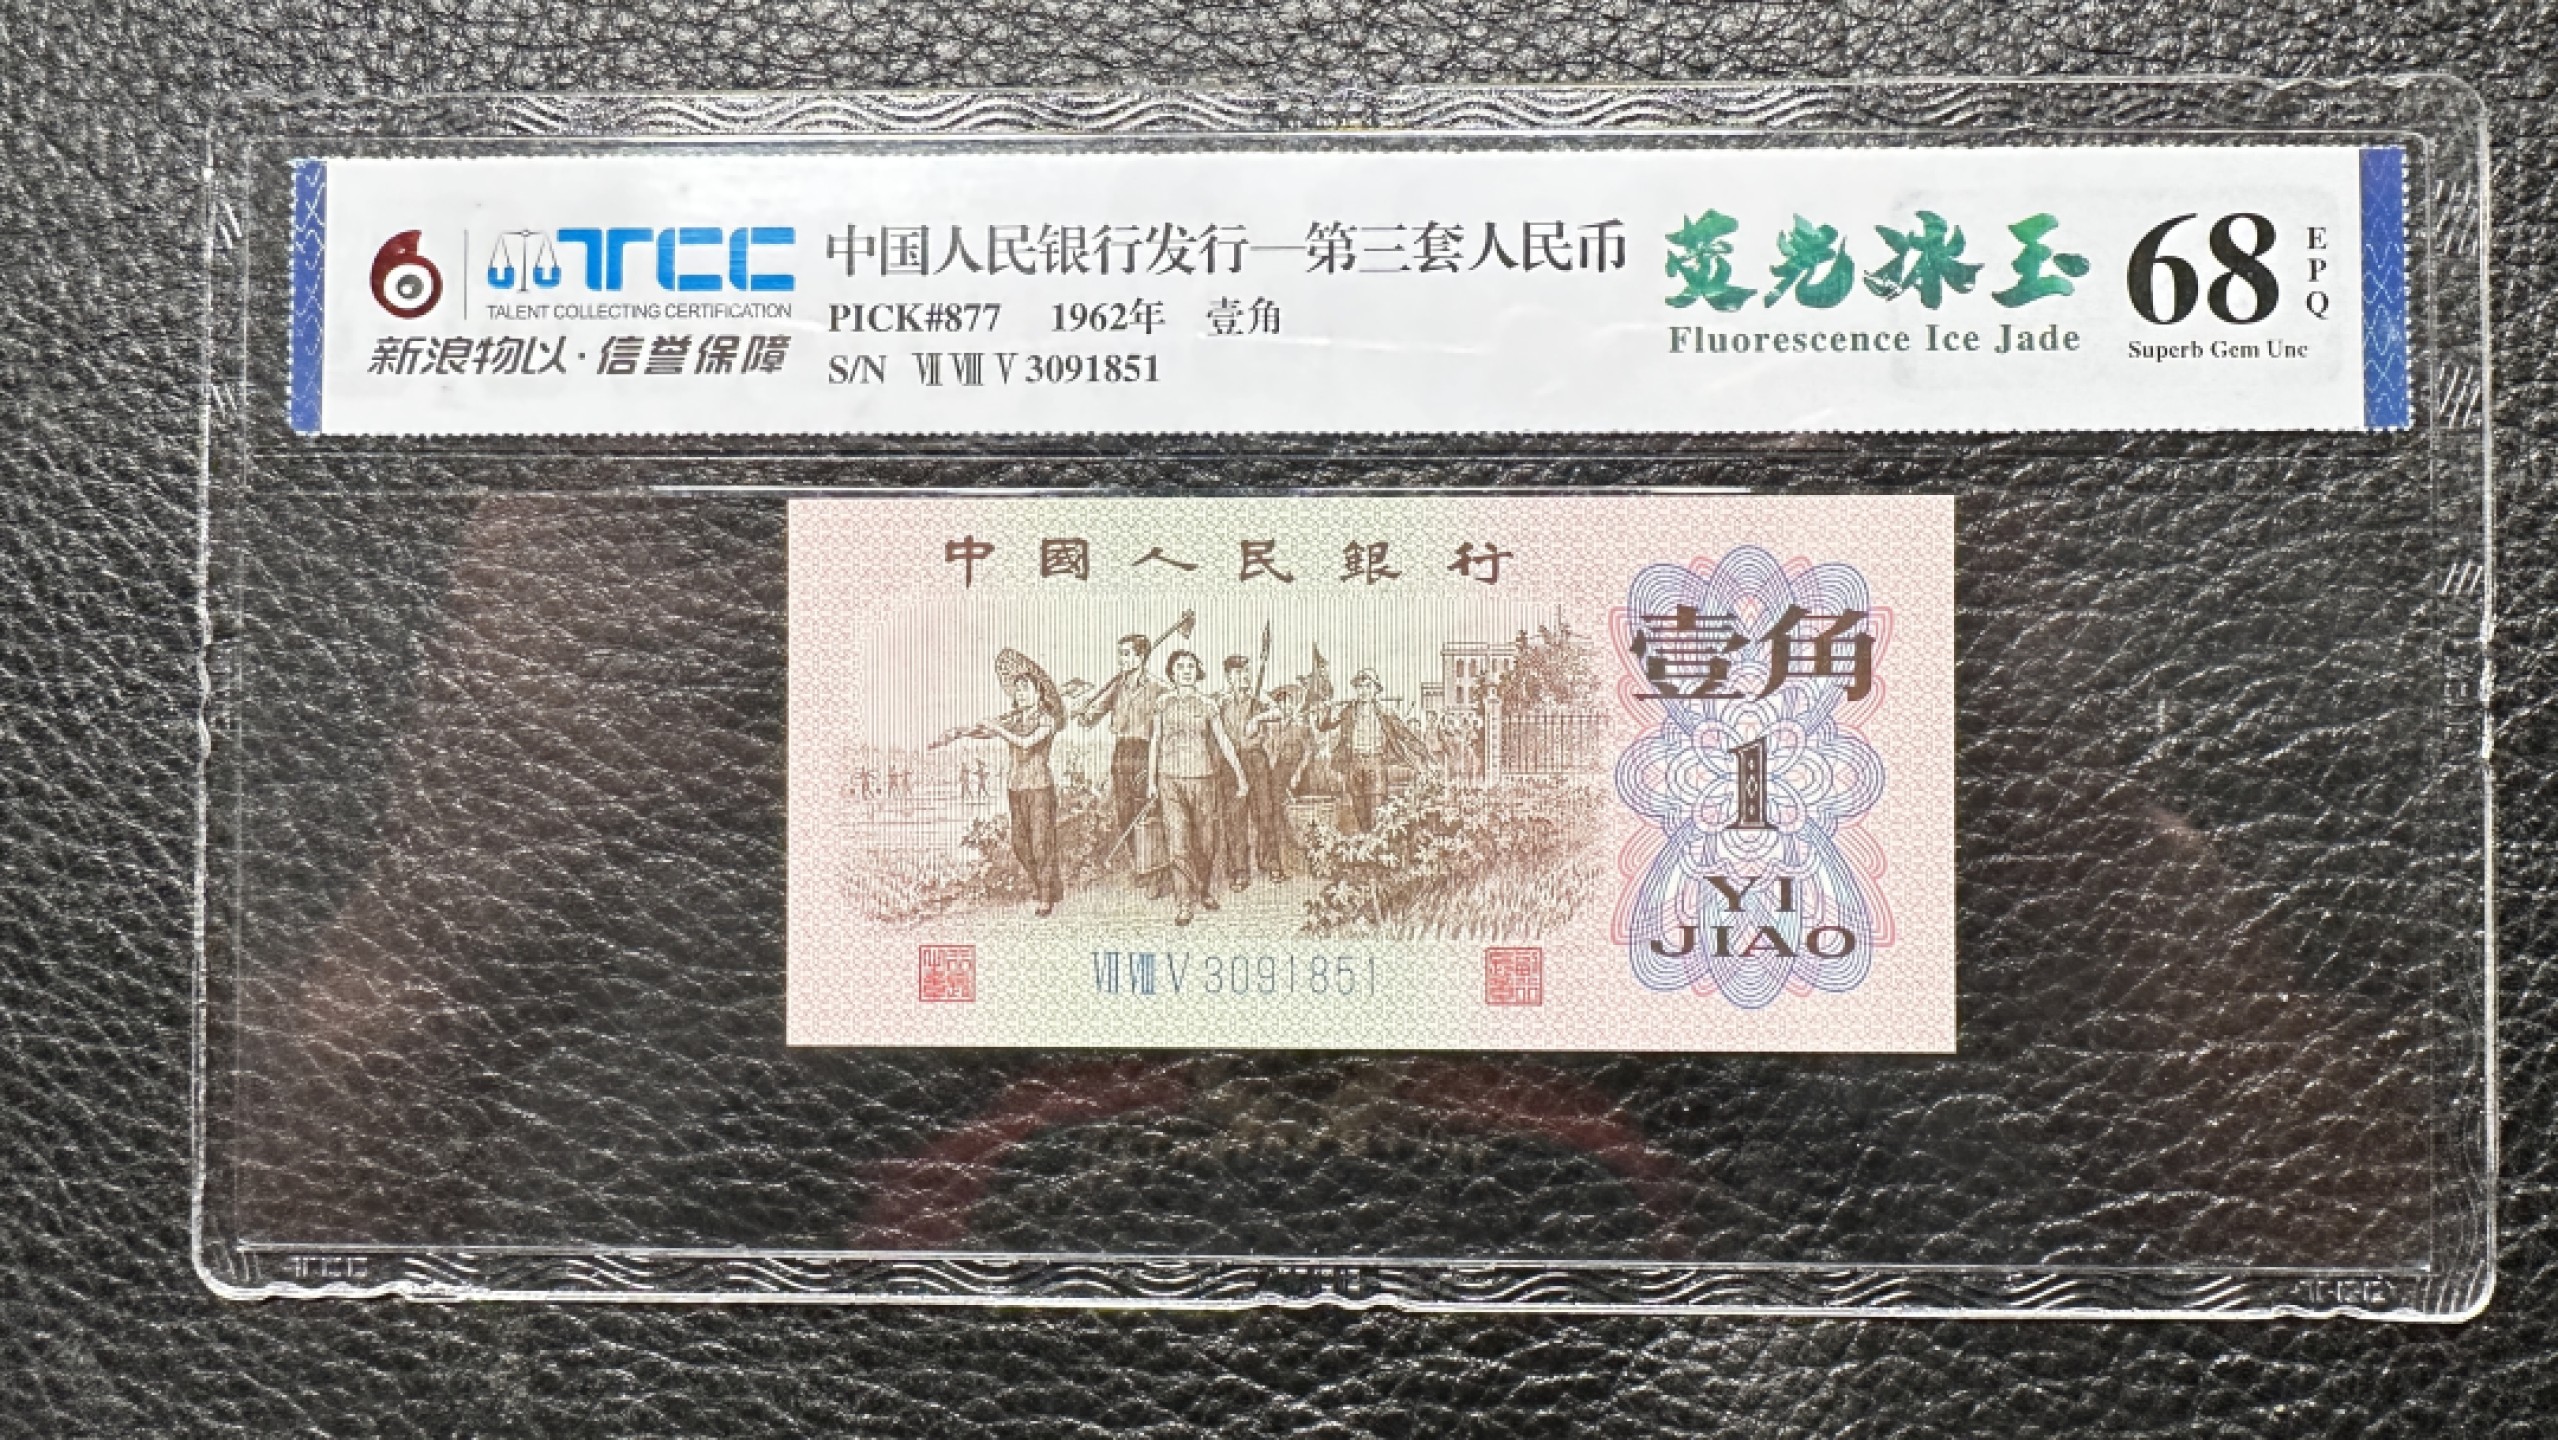 TCC
TALENT COLLECTING CERTIFICATION
新浪物以·信誉保障
中国人民银行发行—第三套人民币
PICK#877 1962年 壹角
S/N Ⅶ Ⅷ Ⅴ 3091851
荧光冰玉
Fluorescence Ice Jade
68
EPQ
Superb Gem Unc
中國人民銀行
壹角
1
YI
JIAO
Ⅶ Ⅷ Ⅴ 3091851